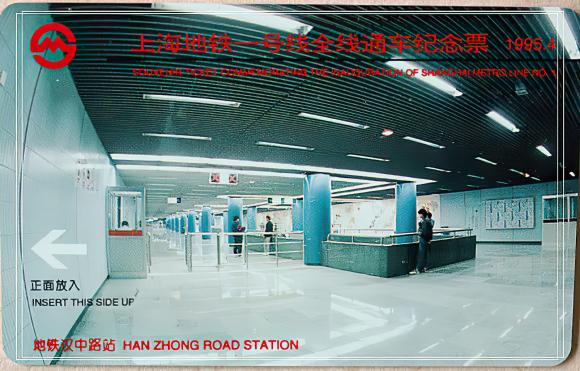 上海地铁一号线全线通车纪念票 1995.4
SOUVENIR TICKET COMMEMORATING THE INAUGURATION OF SHANGHAI METRO LINE NO. 1
正面放入
INSERT THIS SIDE UP
地铁汉中路站 HAN ZHONG ROAD STATION